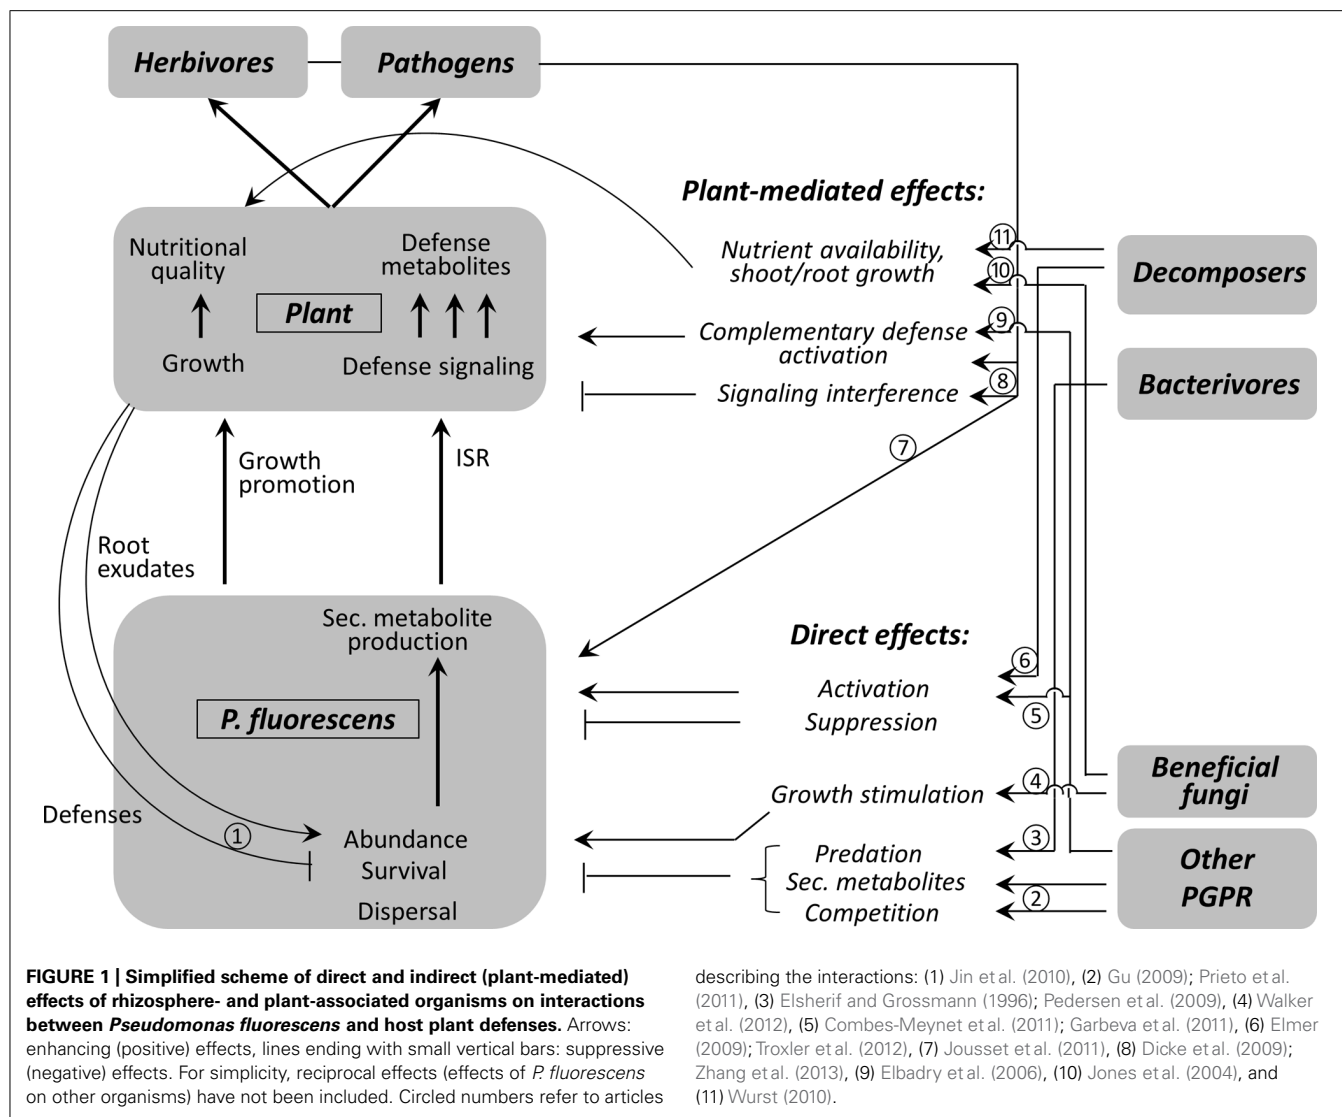 Herbivores
Pathogens
Plant-mediated effects:
Nutritional
quality
Defense
metabolites
Plant
Growth
Defense signaling
Nutrient availability,
shoot/root growth
11
10
Complementary defense
activation
9
Signaling interference
8
7
Decomposers
Bacterivores
Growth
promotion
ISR
Root
exudates
Sec. metabolite
production
P. fluorescens
Defenses
1
Abundance
Survival
Dispersal
Direct effects:
6
Activation
Suppression
5
Growth stimulation
4
Predation
3
Sec. metabolites
Competition
2
Beneficial
fungi
Other
PGPR
FIGURE 1 | Simplified scheme of direct and indirect (plant-mediated)
effects of rhizosphere- and plant-associated organisms on interactions
between Pseudomonas fluorescens and host plant defenses. Arrows:
enhancing (positive) effects, lines ending with small vertical bars: suppressive
(negative) effects. For simplicity, reciprocal effects (effects of P. fluorescens
on other organisms) have not been included. Circled numbers refer to articles
describing the interactions: (1) Jin et al. (2010), (2) Gu (2009); Prieto et al.
(2011), (3) Elsherif and Grossmann (1996); Pedersen et al. (2009), (4) Walker
et al. (2012), (5) Combes-Meynet et al. (2011); Garbeva et al. (2011), (6) Elmer
(2009); Troxler et al. (2012), (7) Jousset et al. (2011), (8) Dicke et al. (2009);
Zhang et al. (2013), (9) Elbadry et al. (2006), (10) Jones et al. (2004), and
(11) Wurst (2010).